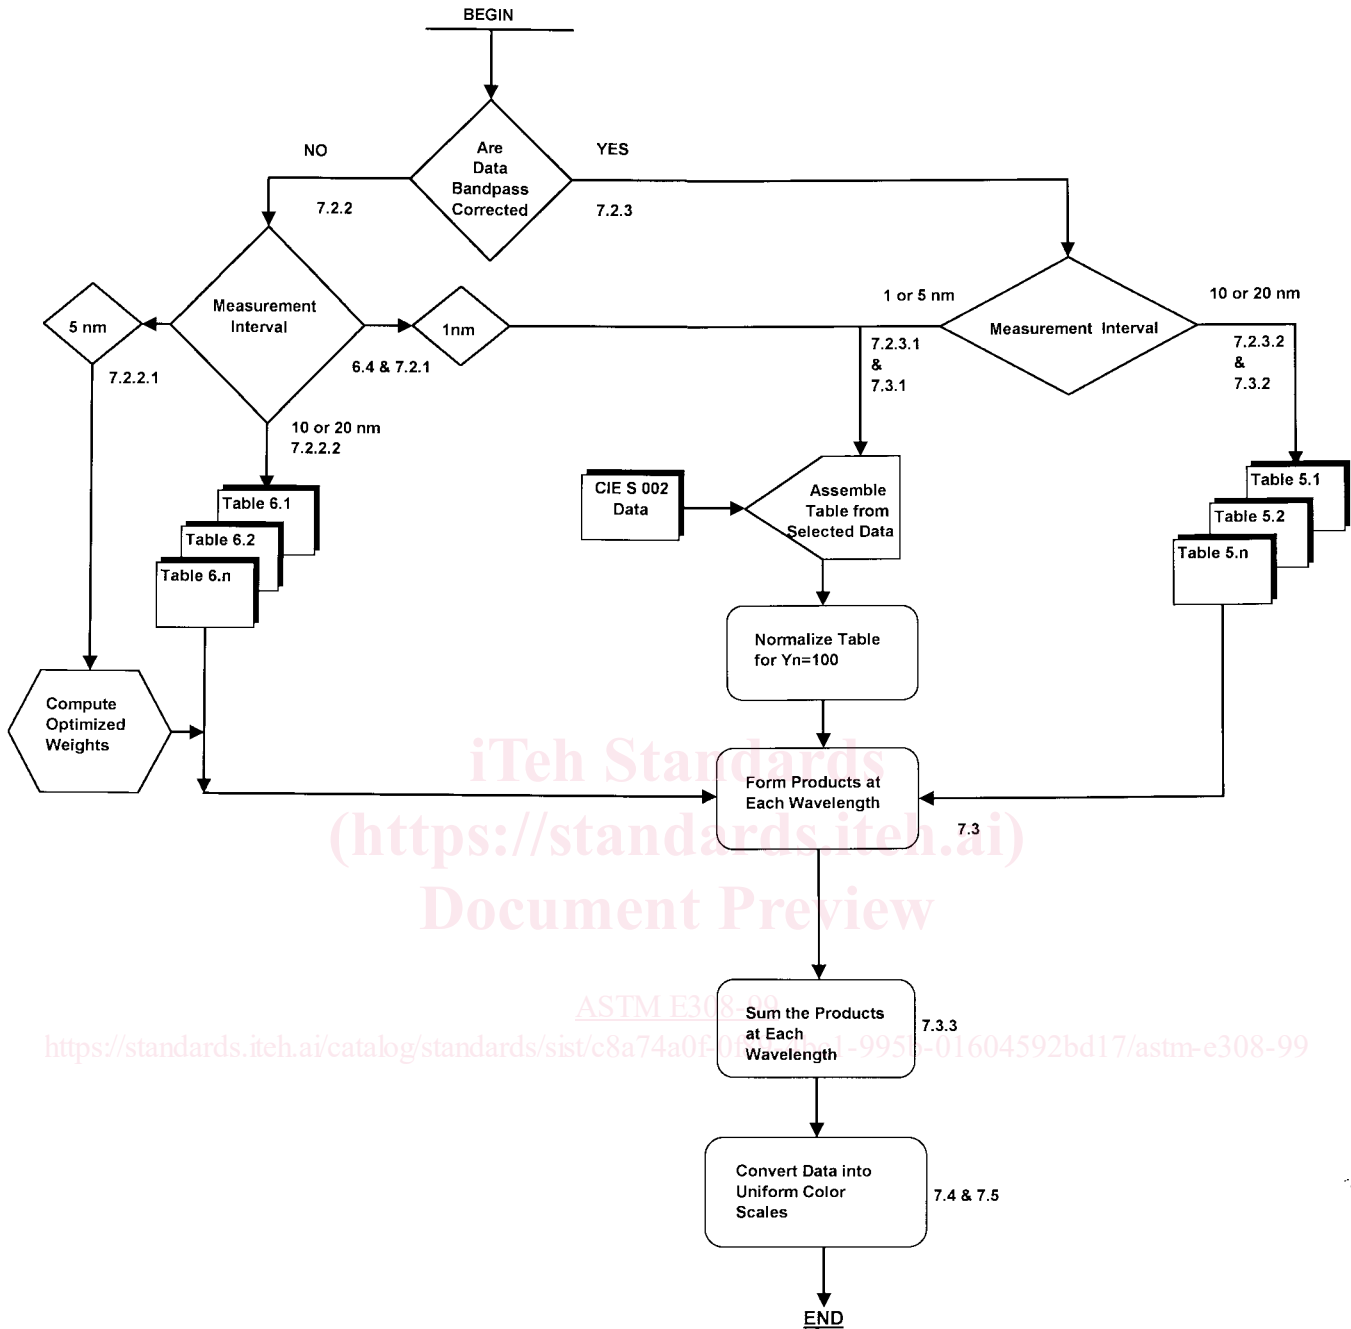 BEGIN
Are
Data
Bandpass
Corrected
NO
YES
7.2.2
7.2.3
Measurement
Interval
5 nm
1nm
7.2.2.1
6.4 & 7.2.1
10 or 20 nm
7.2.2.2
1 or 5 nm
10 or 20 nm
Measurement Interval
7.2.3.1
&
7.3.1
7.2.3.2
&
7.3.2
Table 6.1
Table 6.2
Table 6.n
CIE S 002
Data
Assemble
Table from
Selected Data
Table 5.1
Table 5.2
Table 5.n
Normalize Table
for Yn=100
Compute
Optimized
Weights
iTeh Standards
(https://standards.iteh.ai)
Document Preview
Form Products at
Each Wavelength
7.3
ASTM E308-99
Sum the Products
at Each
Wavelength
7.3.3
Convert Data into
Uniform Color
Scales
7.4 & 7.5
END